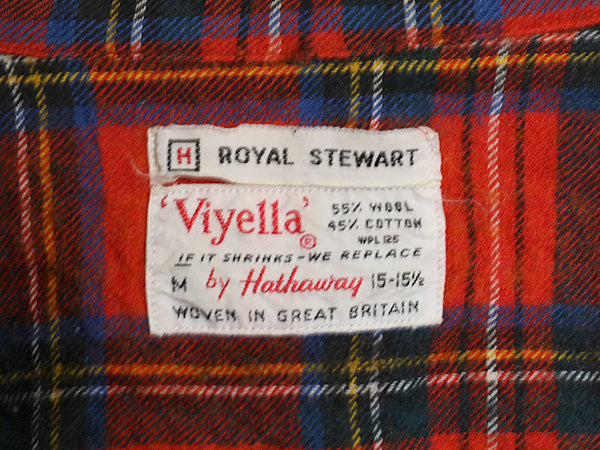 H ROYAL STEWART
'Viyella'®
55% WOOL
45% COTTON
WPL 125
IF IT SHRINKS-WE REPLACE
M by Hathaway 15-15½
WOVEN IN GREAT BRITAIN